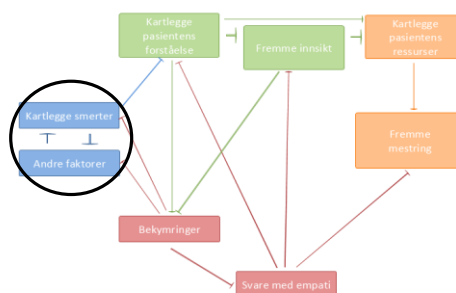 Kartlegge
pasientens
forståelse
Fremme innsikt
Kartlegge
pasientens
ressurser
Kartlegge smerter
Andre faktorer
Fremme
mestring
Bekymringer
Svare med empati